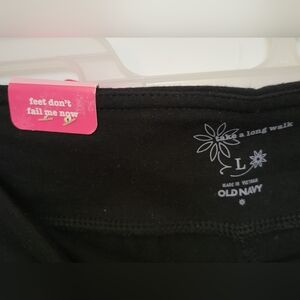 feet don't
fail me now
take a long walk
L
MADE IN VIETNAM
OLD NAVY